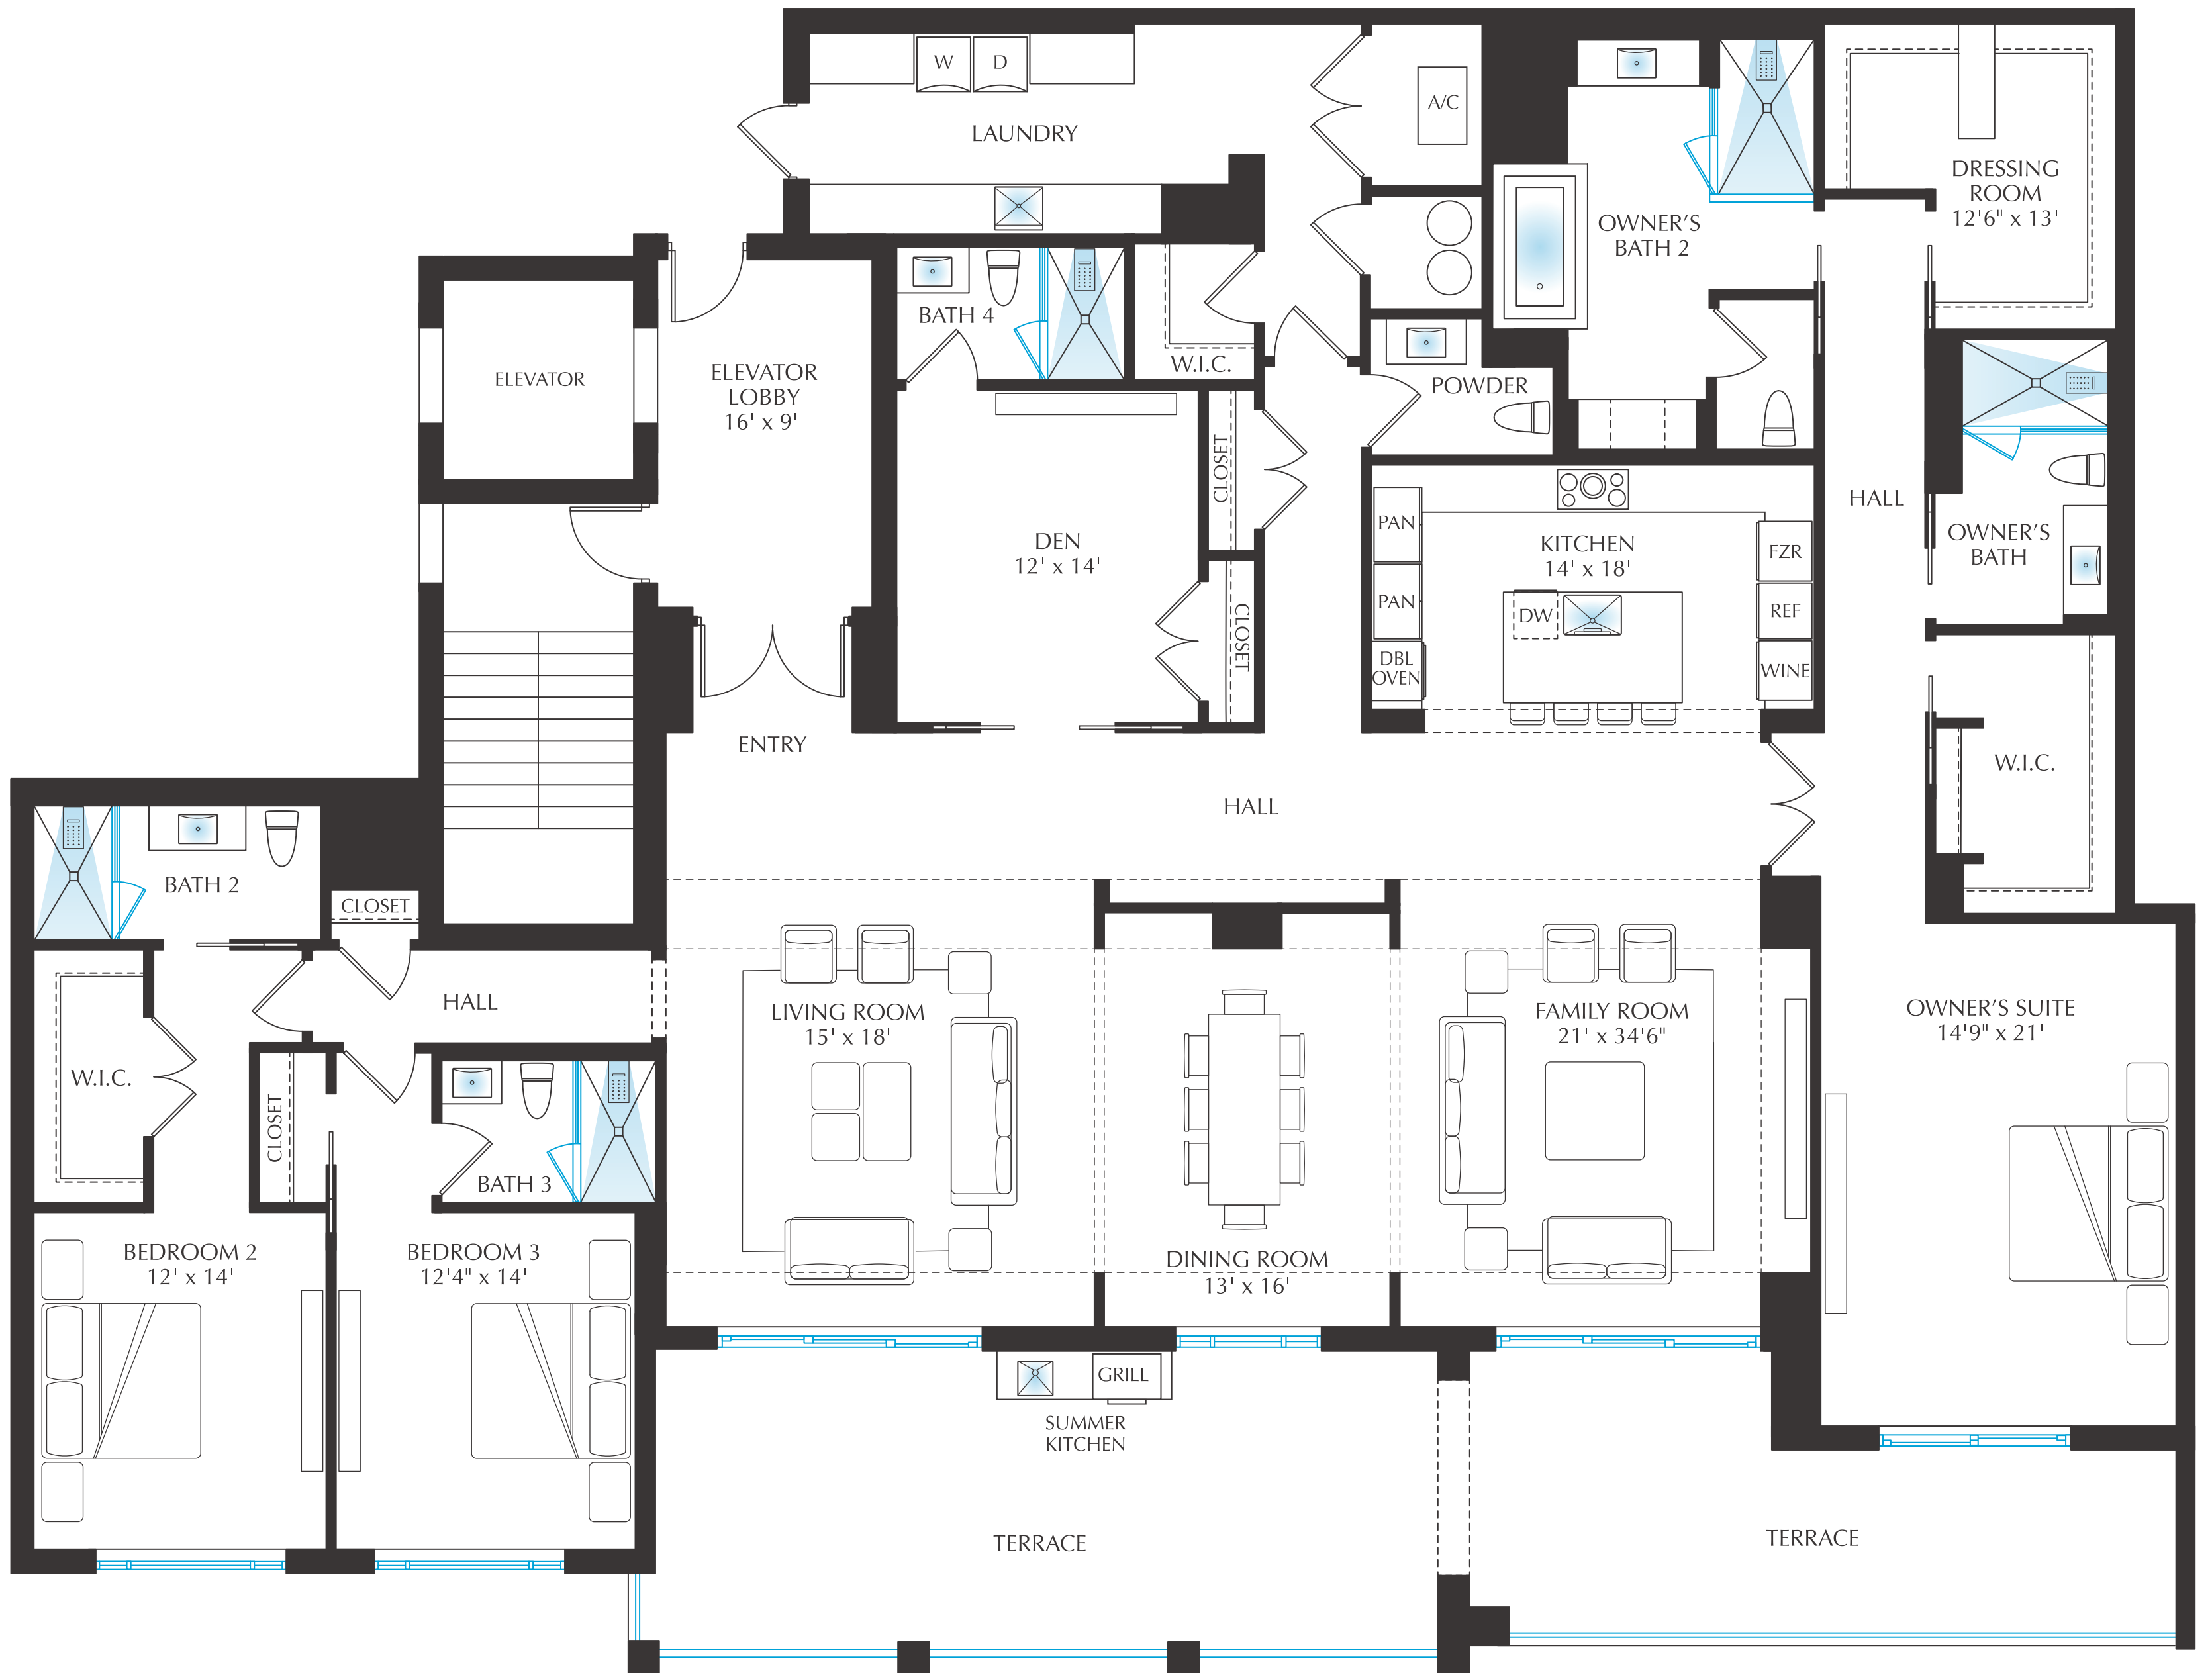 W
D
LAUNDRY
A/C
DRESSING
ROOM
12'6" x 13'
OWNER'S
BATH 2
BATH 4
W.I.C.
POWDER
ELEVATOR
ELEVATOR
LOBBY
16' x 9'
CLOSET
HALL
DEN
12' x 14'
CLOSET
PAN
PAN
DBL
OVEN
KITCHEN
14' x 18'
DW
FZR
REF
WINE
OWNER'S
BATH
W.I.C.
ENTRY
HALL
BATH 2
CLOSET
HALL
W.I.C.
CLOSET
BATH 3
LIVING ROOM
15' x 18'
FAMILY ROOM
21' x 34'6"
OWNER'S SUITE
14'9" x 21'
BEDROOM 2
12' x 14'
BEDROOM 3
12'4" x 14'
DINING ROOM
13' x 16'
GRILL
SUMMER
KITCHEN
TERRACE
TERRACE